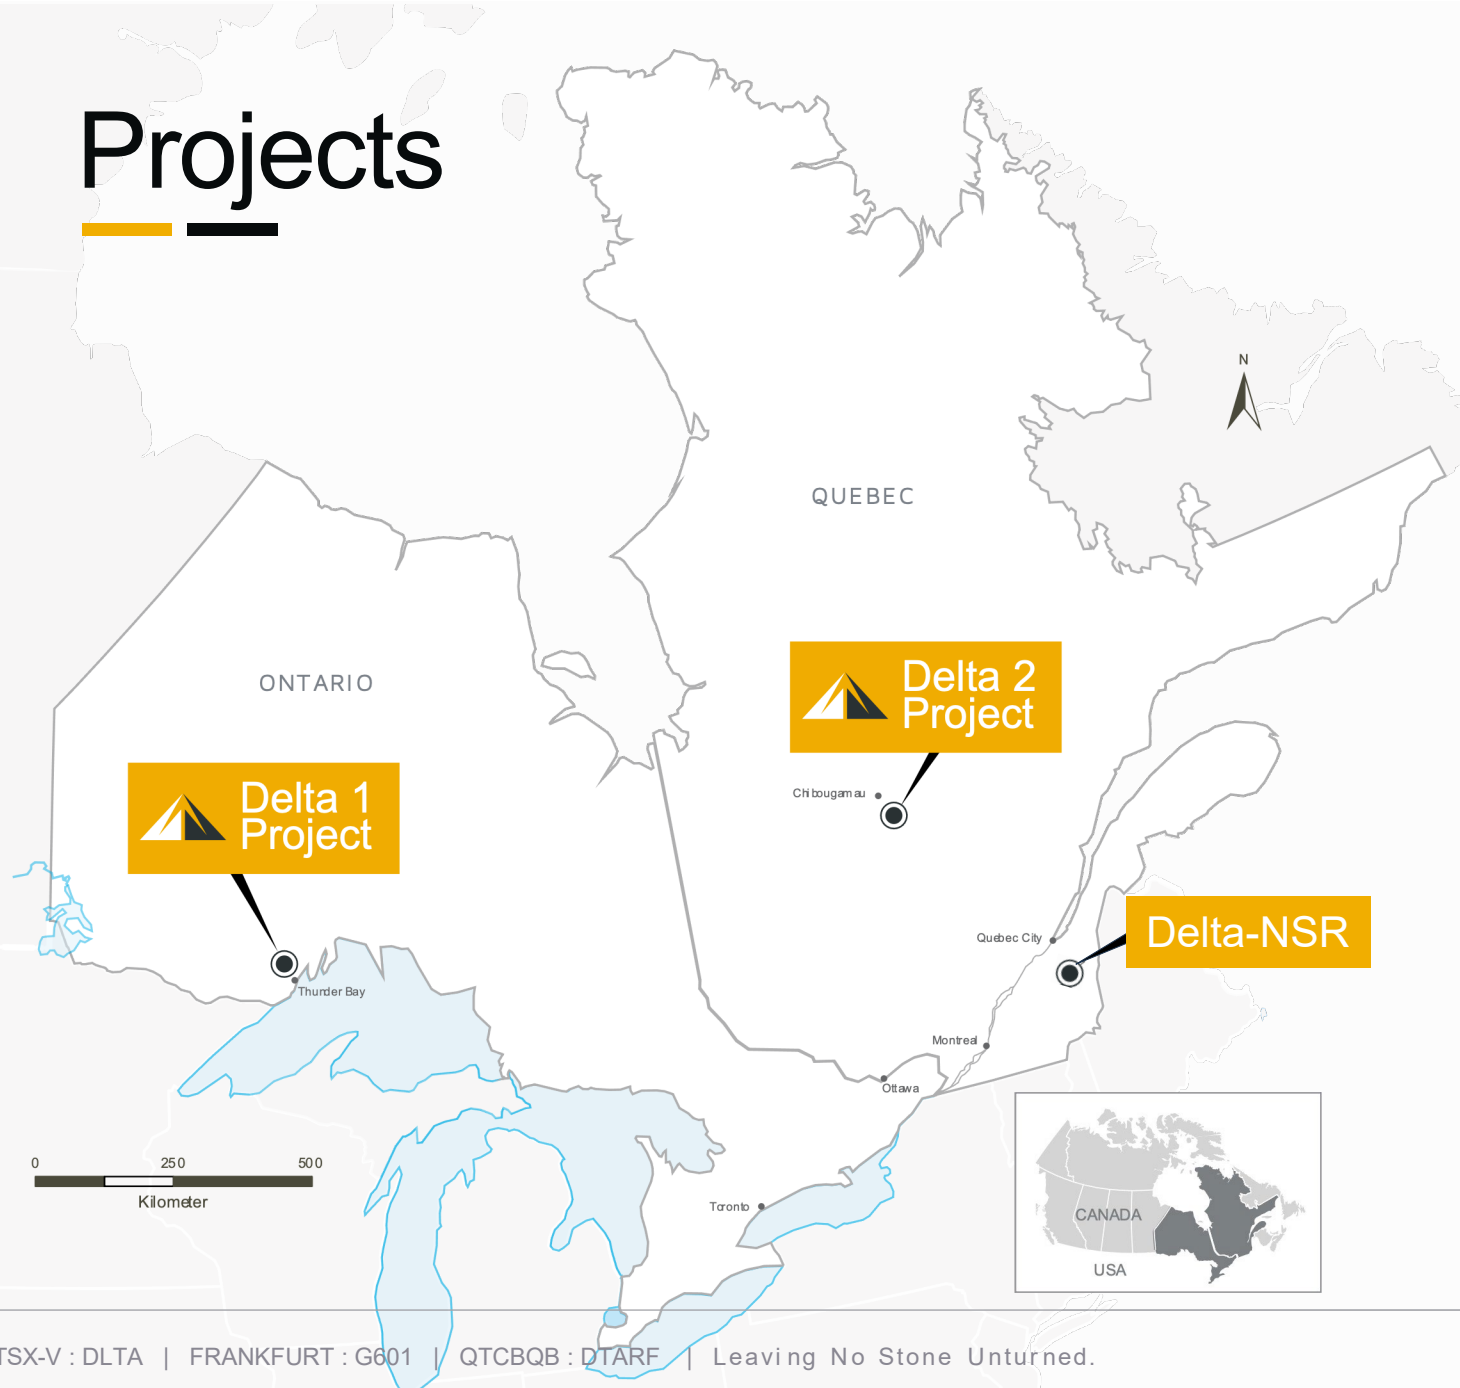 Projects
N
QUEBEC
ONTARIO
Delta 2
Project
Delta 1
Project
Chibougamau
Delta-NSR
Quebec City
Thunder Bay
Montreal
Ottawa
0 250 500
Kilometer
Toronto
CANADA
USA
TSX-V : DLTA | FRANKFURT : G601 | QTCBQB : DTARF | Leaving No Stone Unturned.